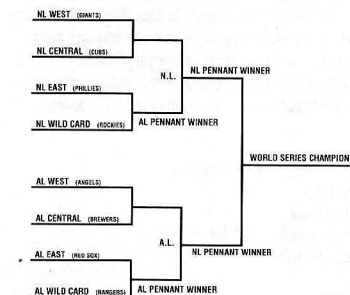 NL WEST (GIANTS)
NL CENTRAL (CUBS)
N.L.
NL PENNANT WINNER
NL EAST (PHILLIES)
NL WILD CARD (ROCKIES)
AL PENNANT WINNER
WORLD SERIES CHAMPION
AL WEST (ANGELS)
AL CENTRAL (BREWERS)
A.L.
NL PENNANT WINNER
AL EAST (RED SOX)
AL WILD CARD (RANGERS)
AL PENNANT WINNER